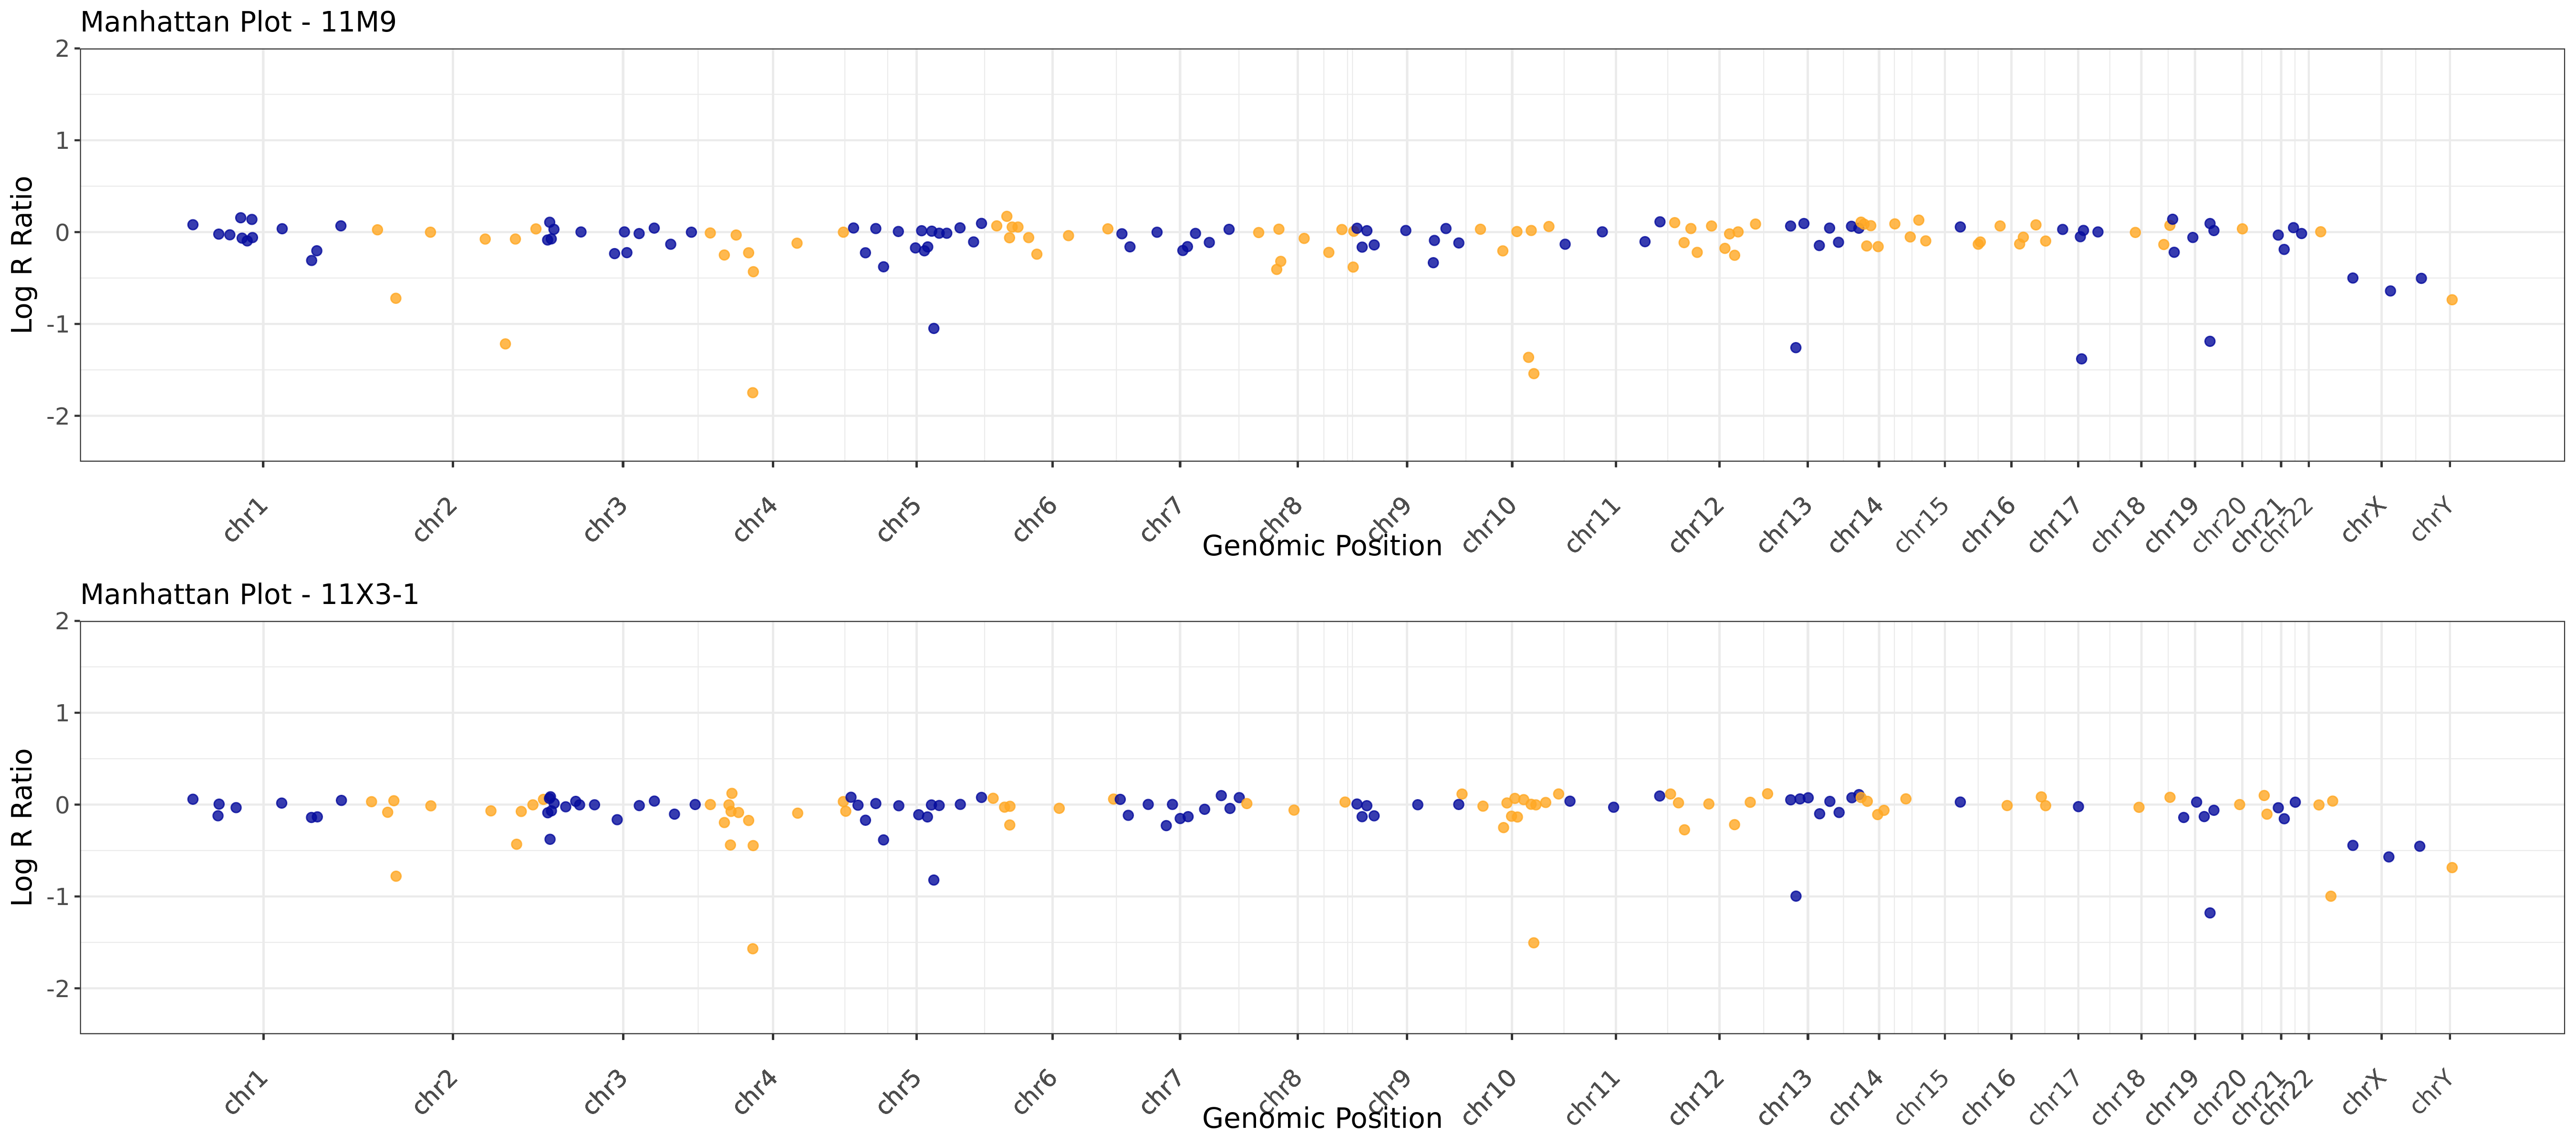 Manhattan Plot - 11M9
2
1
0
-1
-2
Log R Ratio
chr1 chr2 chr3 chr4 chr5 chr6 chr7 chr8 chr9 chr10 chr11 chr12 chr13 chr14 chr15 chr16 chr17 chr18 chr19 chr20 chr21 chr22 chrX chrY
Genomic Position
Manhattan Plot - 11X3-1
2
1
0
-1
-2
Log R Ratio
chr1 chr2 chr3 chr4 chr5 chr6 chr7 chr8 chr9 chr10 chr11 chr12 chr13 chr14 chr15 chr16 chr17 chr18 chr19 chr20 chr21 chr22 chrX chrY
Genomic Position